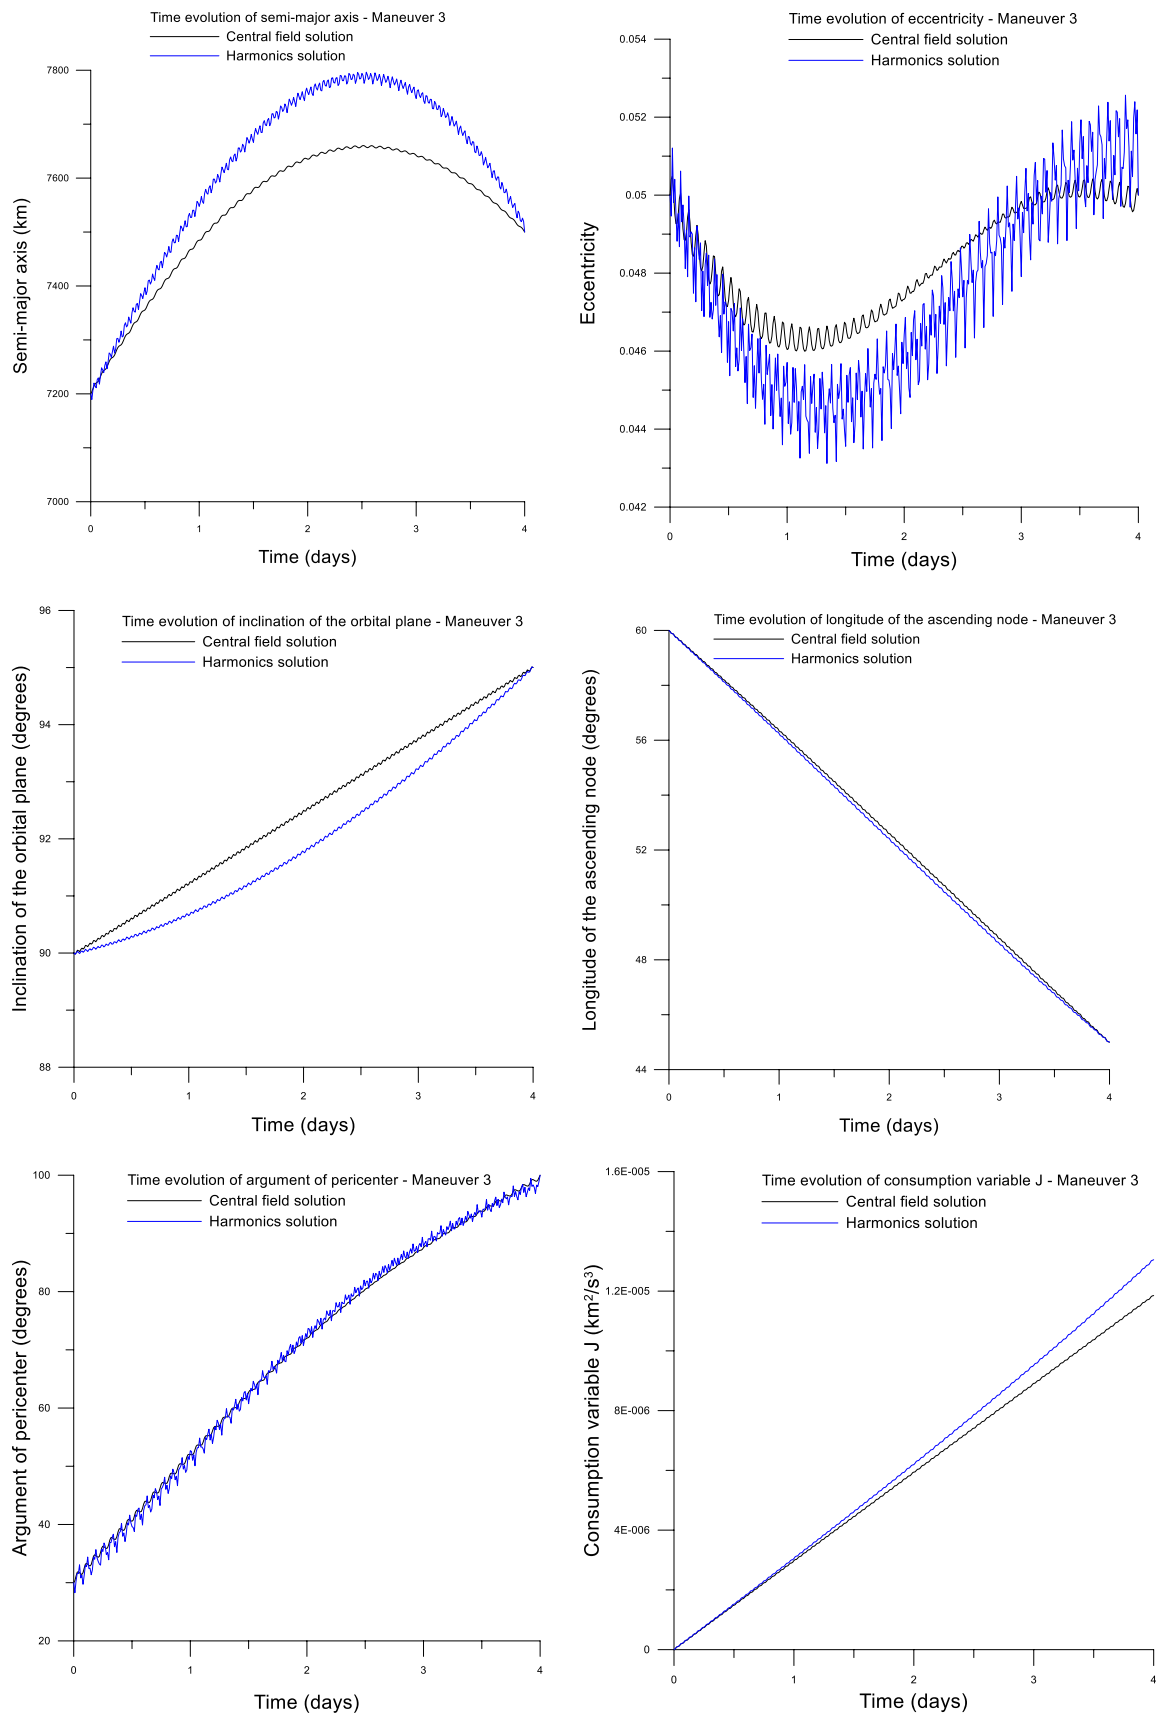 Time evolution of semi-major axis - Maneuver 3
Central field solution
Harmonics solution
7800
7600
7400
7200
7000
Semi-major axis (km)
0 1 2 3 4
Time (days)
Time evolution of eccentricity - Maneuver 3
Central field solution
Harmonics solution
0.054
0.052
0.05
0.048
0.046
0.044
0.042
Eccentricity
0 1 2 3 4
Time (days)
Time evolution of inclination of the orbital plane - Maneuver 3
Central field solution
Harmonics solution
96
94
92
90
88
Inclination of the orbital plane (degrees)
0 1 2 3 4
Time (days)
Time evolution of longitude of the ascending node - Maneuver 3
Central field solution
Harmonics solution
60
56
52
48
44
Longitude of the ascending node (degrees)
0 1 2 3 4
Time (days)
Time evolution of argument of pericenter - Maneuver 3
Central field solution
Harmonics solution
100
80
60
40
20
Argument of pericenter (degrees)
0 1 2 3 4
Time (days)
Time evolution of consumption variable J - Maneuver 3
Central field solution
Harmonics solution
1.6E-005
1.2E-005
8E-006
4E-006
0
Consumption variable J (km²/s³)
0 1 2 3 4
Time (days)